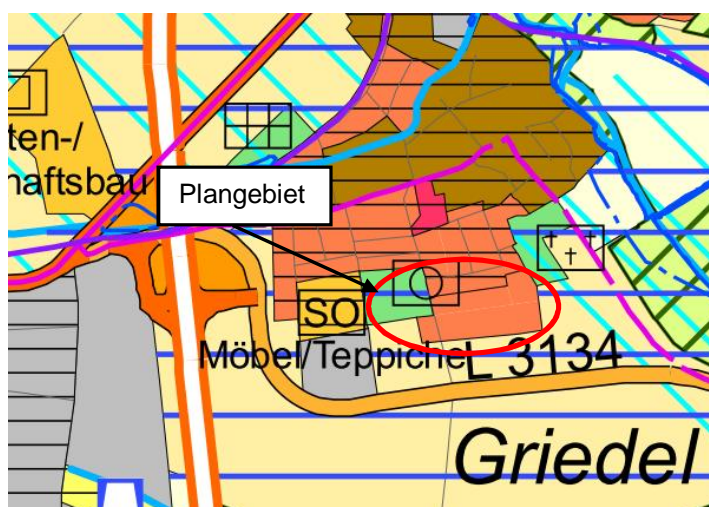 ten-/
haftsbau
Plangebiet
SO
Möbel/Teppiche
L 3134
Griedel